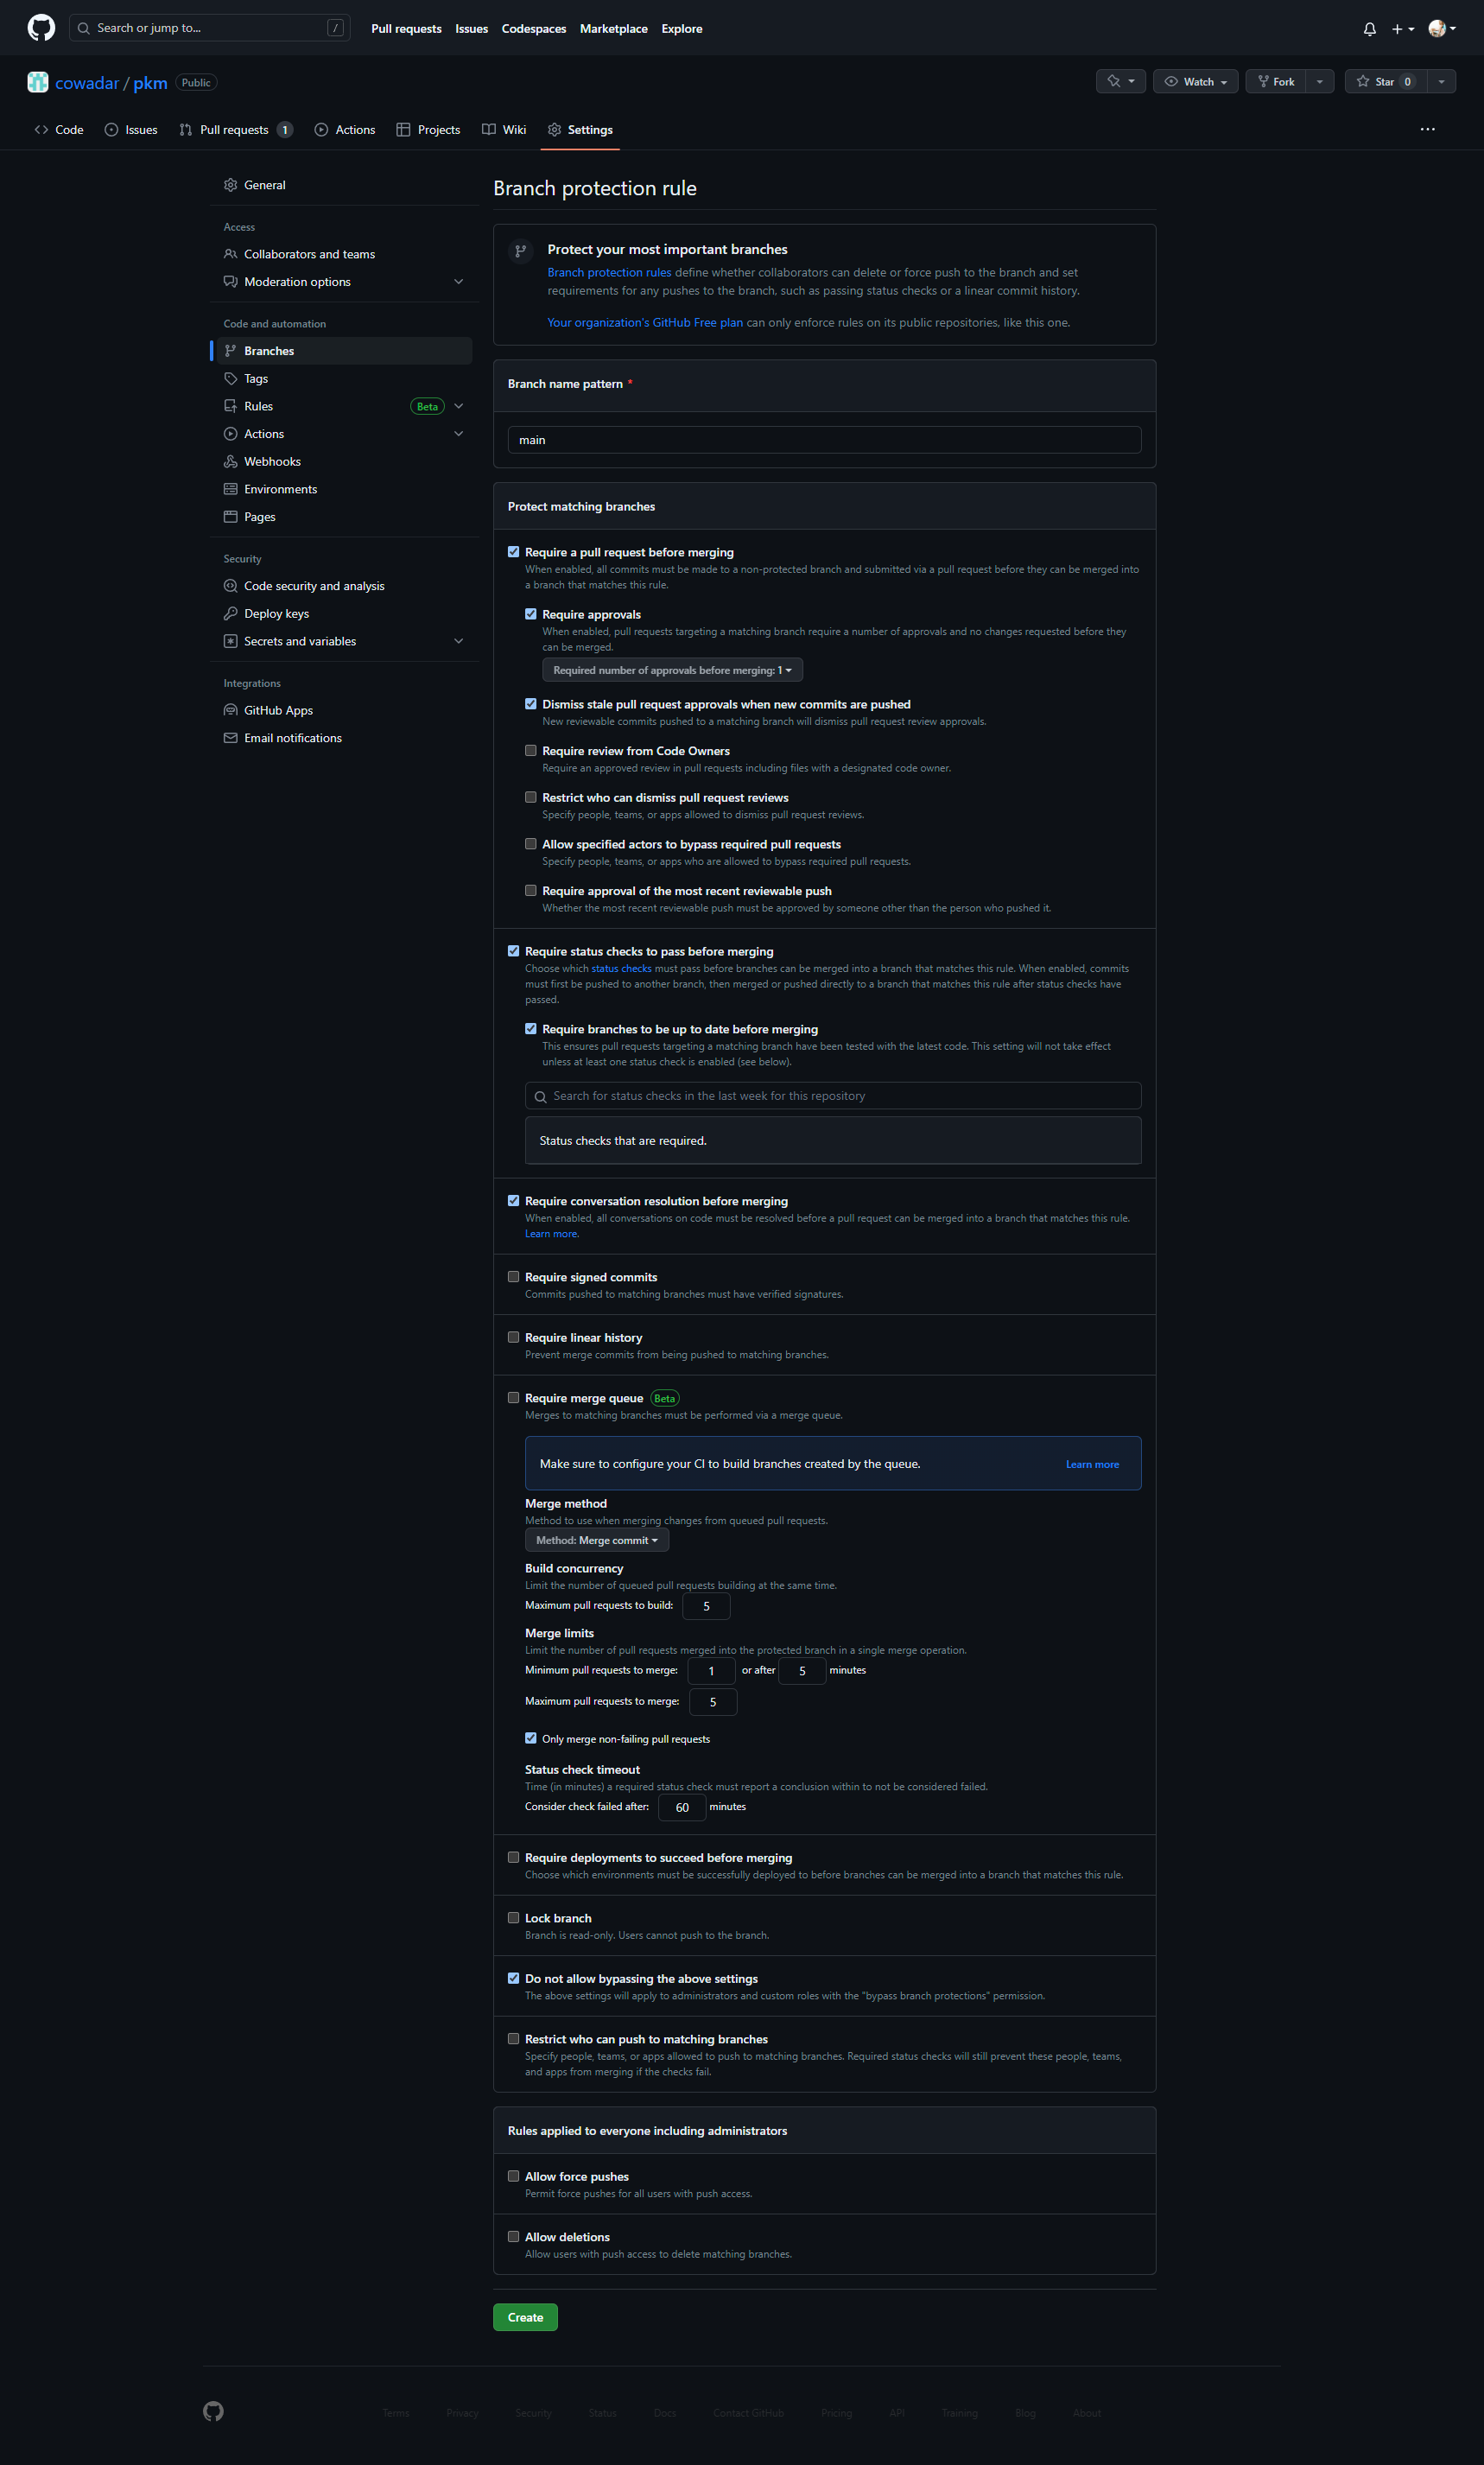 Search or jump to...
/
Pull requests
Issues
Codespaces
Marketplace
Explore
cowadar / pkm
Public
Watch
Fork
Star 0
Code
Issues
Pull requests 1
Actions
Projects
Wiki
Settings
General
Access
Collaborators and teams
Moderation options
Code and automation
Branches
Tags
Rules
Beta
Actions
Webhooks
Environments
Pages
Security
Code security and analysis
Deploy keys
Secrets and variables
Integrations
GitHub Apps
Email notifications
Branch protection rule
Protect your most important branches
Branch protection rules define whether collaborators can delete or force push to the branch and set
requirements for any pushes to the branch, such as passing status checks or a linear commit history.
Your organization's GitHub Free plan can only enforce rules on its public repositories, like this one.
Branch name pattern *
main
Protect matching branches
Require a pull request before merging
When enabled, all commits must be made to a non-protected branch and submitted via a pull request before they can be merged into
a branch that matches this rule.
Require approvals
When enabled, pull requests targeting a matching branch require a number of approvals and no changes requested before they
can be merged.
Required number of approvals before merging: 1
Dismiss stale pull request approvals when new commits are pushed
New reviewable commits pushed to a matching branch will dismiss pull request review approvals.
Require review from Code Owners
Require an approved review in pull requests including files with a designated code owner.
Restrict who can dismiss pull request reviews
Specify people, teams, or apps allowed to dismiss pull request reviews.
Allow specified actors to bypass required pull requests
Specify people, teams, or apps who are allowed to bypass required pull requests.
Require approval of the most recent reviewable push
Whether the most recent reviewable push must be approved by someone other than the person who pushed it.
Require status checks to pass before merging
Choose which status checks must pass before branches can be merged into a branch that matches this rule. When enabled, commits
must first be pushed to another branch, then merged or pushed directly to a branch that matches this rule after status checks have
passed.
Require branches to be up to date before merging
This ensures pull requests targeting a matching branch have been tested with the latest code. This setting will not take effect
unless at least one status check is enabled (see below).
Search for status checks in the last week for this repository
Status checks that are required.
Require conversation resolution before merging
When enabled, all conversations on code must be resolved before a pull request can be merged into a branch that matches this rule.
Learn more.
Require signed commits
Commits pushed to matching branches must have verified signatures.
Require linear history
Prevent merge commits from being pushed to matching branches.
Require merge queue Beta
Merges to matching branches must be performed via a merge queue.
Make sure to configure your CI to build branches created by the queue.
Learn more
Merge method
Method to use when merging changes from queued pull requests.
Method: Merge commit
Build concurrency
Limit the number of queued pull requests building at the same time.
Maximum pull requests to build: 5
Merge limits
Limit the number of pull requests merged into the protected branch in a single merge operation.
Minimum pull requests to merge: 1 or after 5 minutes
Maximum pull requests to merge: 5
Only merge non-failing pull requests
Status check timeout
Time (in minutes) a required status check must report a conclusion within to not be considered failed.
Consider check failed after: 60 minutes
Require deployments to succeed before merging
Choose which environments must be successfully deployed to before branches can be merged into a branch that matches this rule.
Lock branch
Branch is read-only. Users cannot push to the branch.
Do not allow bypassing the above settings
The above settings will apply to administrators and custom roles with the "bypass branch protections" permission.
Restrict who can push to matching branches
Specify people, teams, or apps allowed to push to matching branches. Required status checks will still prevent these people, teams,
and apps from merging if the checks fail.
Rules applied to everyone including administrators
Allow force pushes
Permit force pushes for all users with push access.
Allow deletions
Allow users with push access to delete matching branches.
Create
Terms
Privacy
Security
Status
Docs
Contact GitHub
Pricing
API
Training
Blog
About